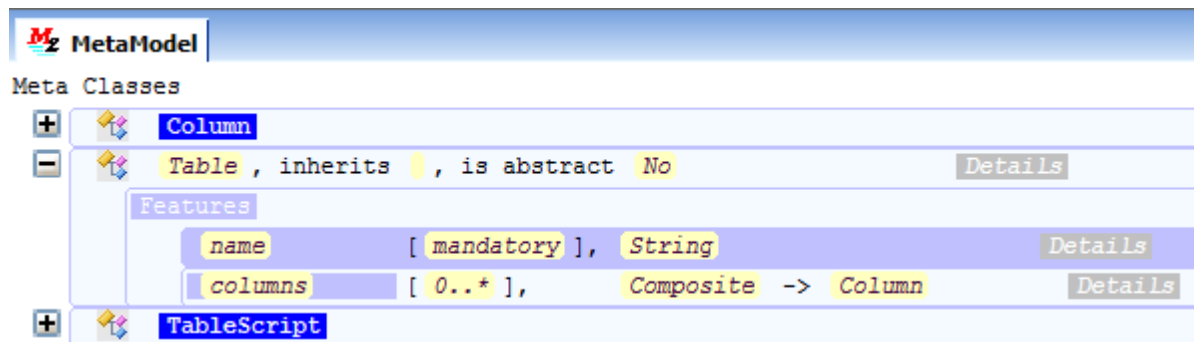 MZ MetaModel
Meta Classes
Column
Table , inherits , is abstract No Details
Features
name [ mandatory ], String Details
columns [ 0..* ], Composite -> Column Details
TableScript